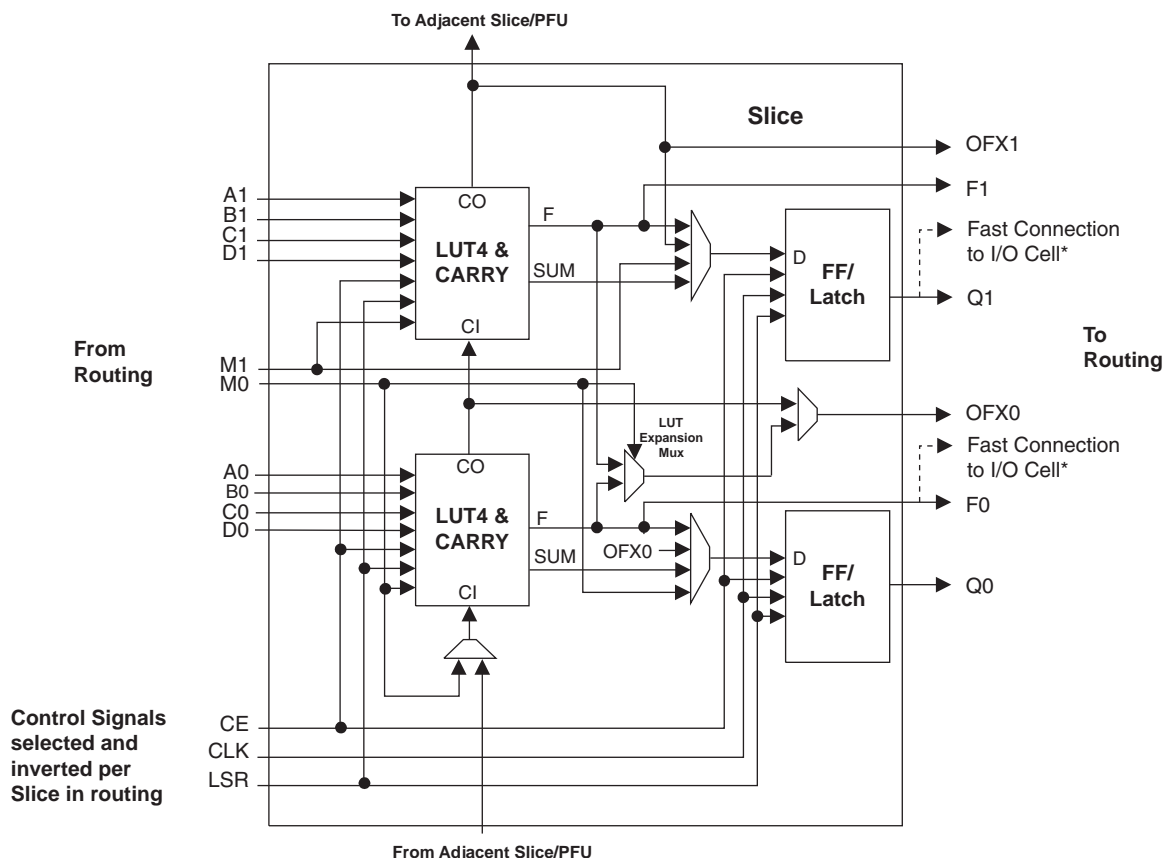 To Adjacent Slice/PFU
Slice
OFX1
F1
Fast Connection
to I/O Cell*
Q1
A1
B1
C1
D1
CO
LUT4 &
CARRY
CI
F
SUM
D
FF/
Latch
From
Routing
To
Routing
M1
M0
OFX0
Fast Connection
to I/O Cell*
F0
LUT
Expansion
Mux
A0
B0
C0
D0
CO
LUT4 &
CARRY
CI
F
OFX0
SUM
D
FF/
Latch
Q0
Control Signals
selected and
inverted per
Slice in routing
CE
CLK
LSR
From Adjacent Slice/PFU